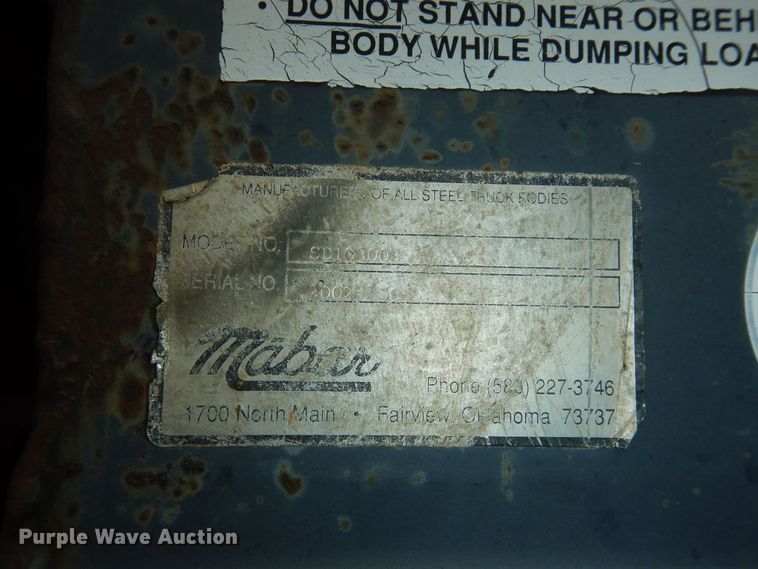 • DO NOT STAND NEAR OR BEH
BODY WHILE DUMPING LOA
MANUFACTURERS OF ALL STEEL TRUCK BODIES
MODEL NO.
SERIAL NO.
Mabar
Phone (580) 227-3746
1700 North Main • Fairview, Oklahoma 73737
Purple Wave Auction®